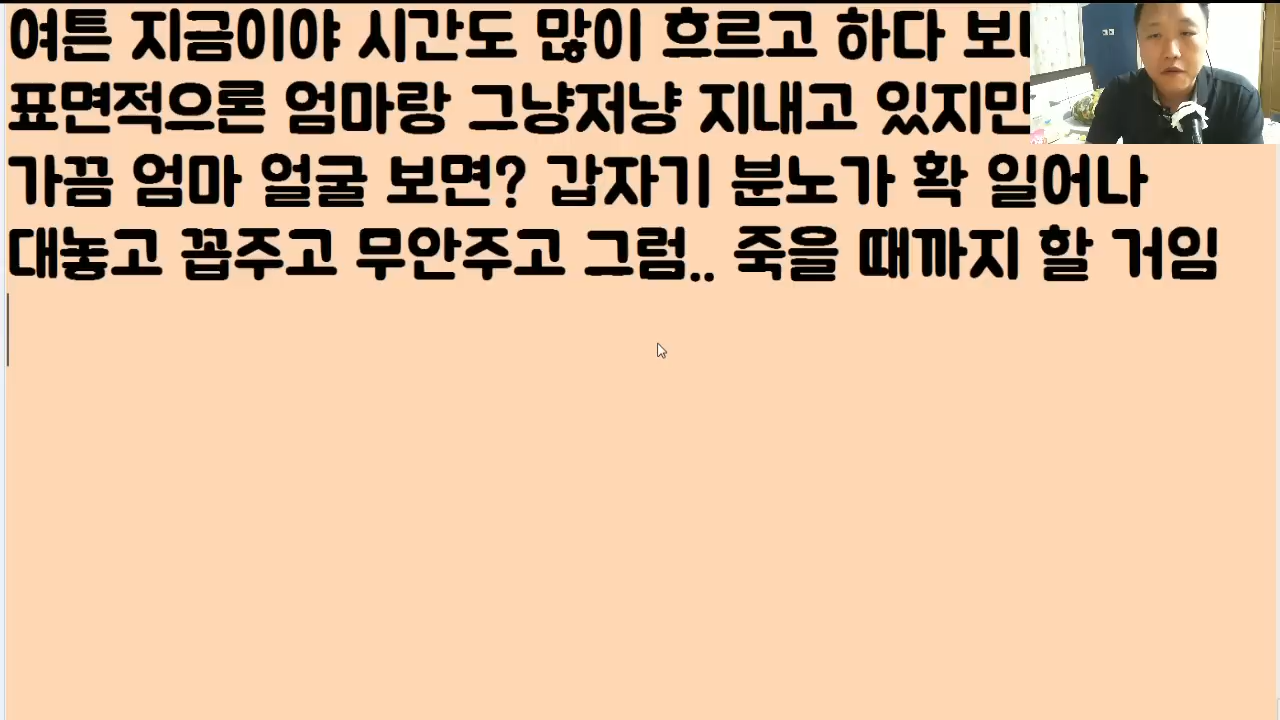 여튼 지금이야 시간도 많이 흐르고 하다
표면적으론 엄마랑 그냥저냥 지내고 있지만
가끔 엄마 얼굴 보면? 갑자기 분노가 확 일어나
대놓고 꼽주고 무안주고 그럼.. 죽을 때까지 할 거임